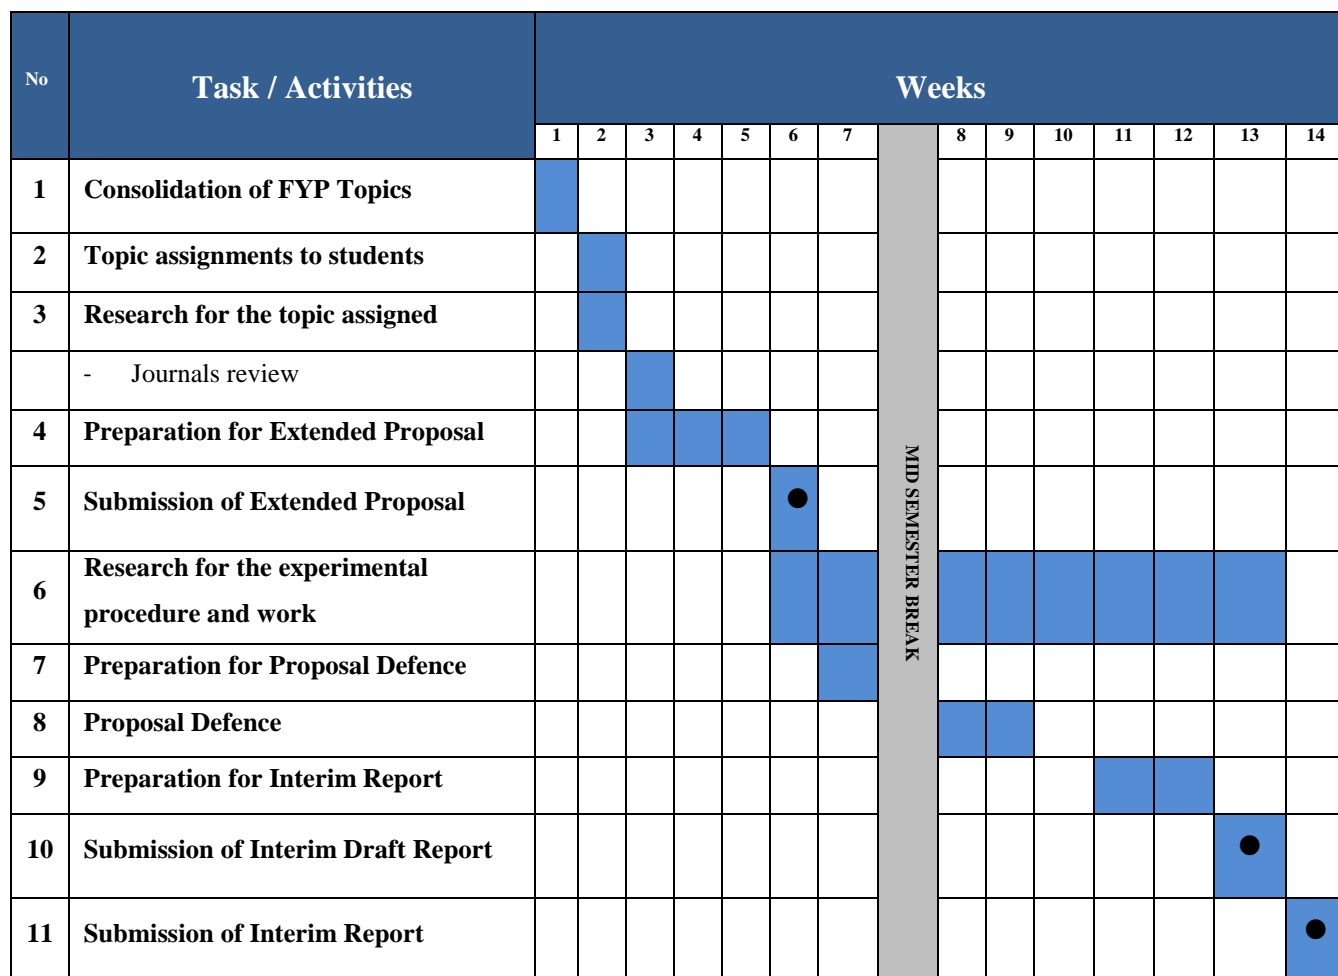 No
Task / Activities
Weeks
1 2 3 4 5 6 7 8 9 10 11 12 13 14
MID SEMESTER BREAK
1 Consolidation of FYP Topics
2 Topic assignments to students
3 Research for the topic assigned
- Journals review
4 Preparation for Extended Proposal
5 Submission of Extended Proposal
6 Research for the experimental
procedure and work
7 Preparation for Proposal Defence
8 Proposal Defence
9 Preparation for Interim Report
10 Submission of Interim Draft Report
11 Submission of Interim Report